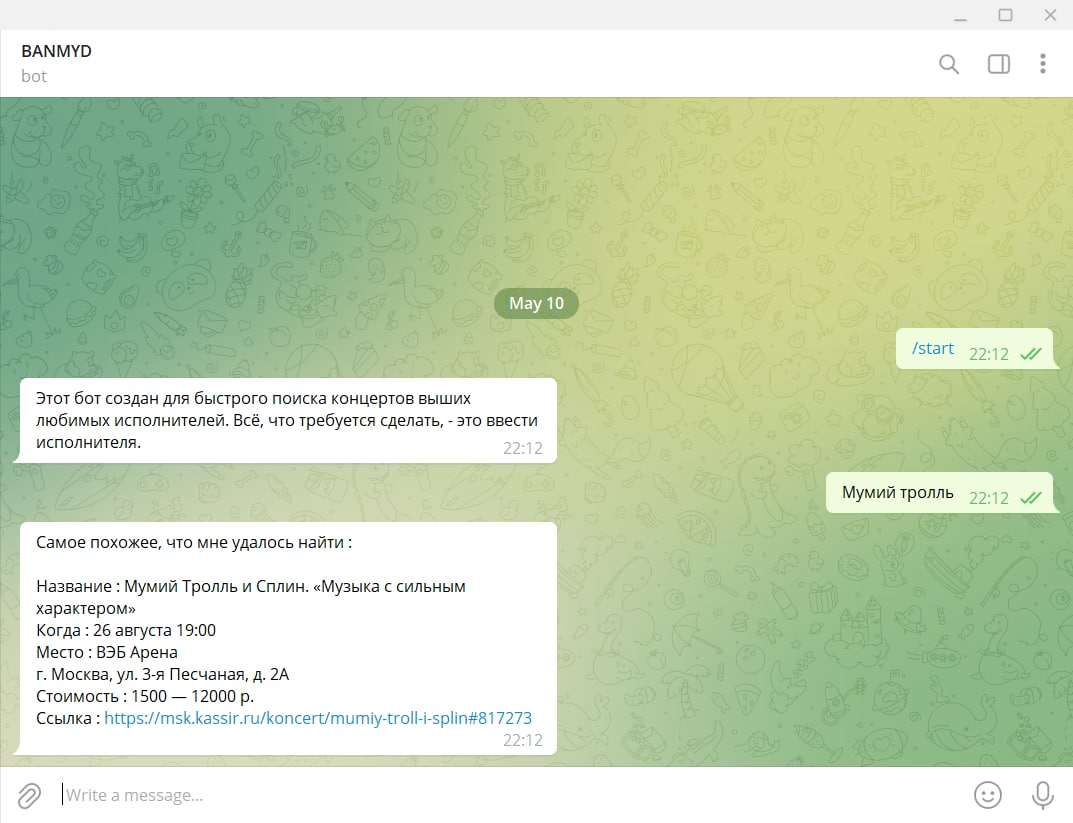 BANMYD
bot
May 10
/start 22:12
Этот бот создан для быстрого поиска концертов выших
любимых исполнителей. Всё, что требуется сделать, - это ввести
исполнителя.
22:12
Мумий тролль 22:12
Самое похожее, что мне удалось найти :
Название : Мумий Тролль и Сплин. «Музыка с сильным
характером»
Когда : 26 августа 19:00
Место : ВЭБ Арена
г. Москва, ул. 3-я Песчаная, д. 2А
Стоимость : 1500 — 12000 р.
Ссылка : https://msk.kassir.ru/koncert/mumiy-troll-i-splin#817273
22:12
Write a message...